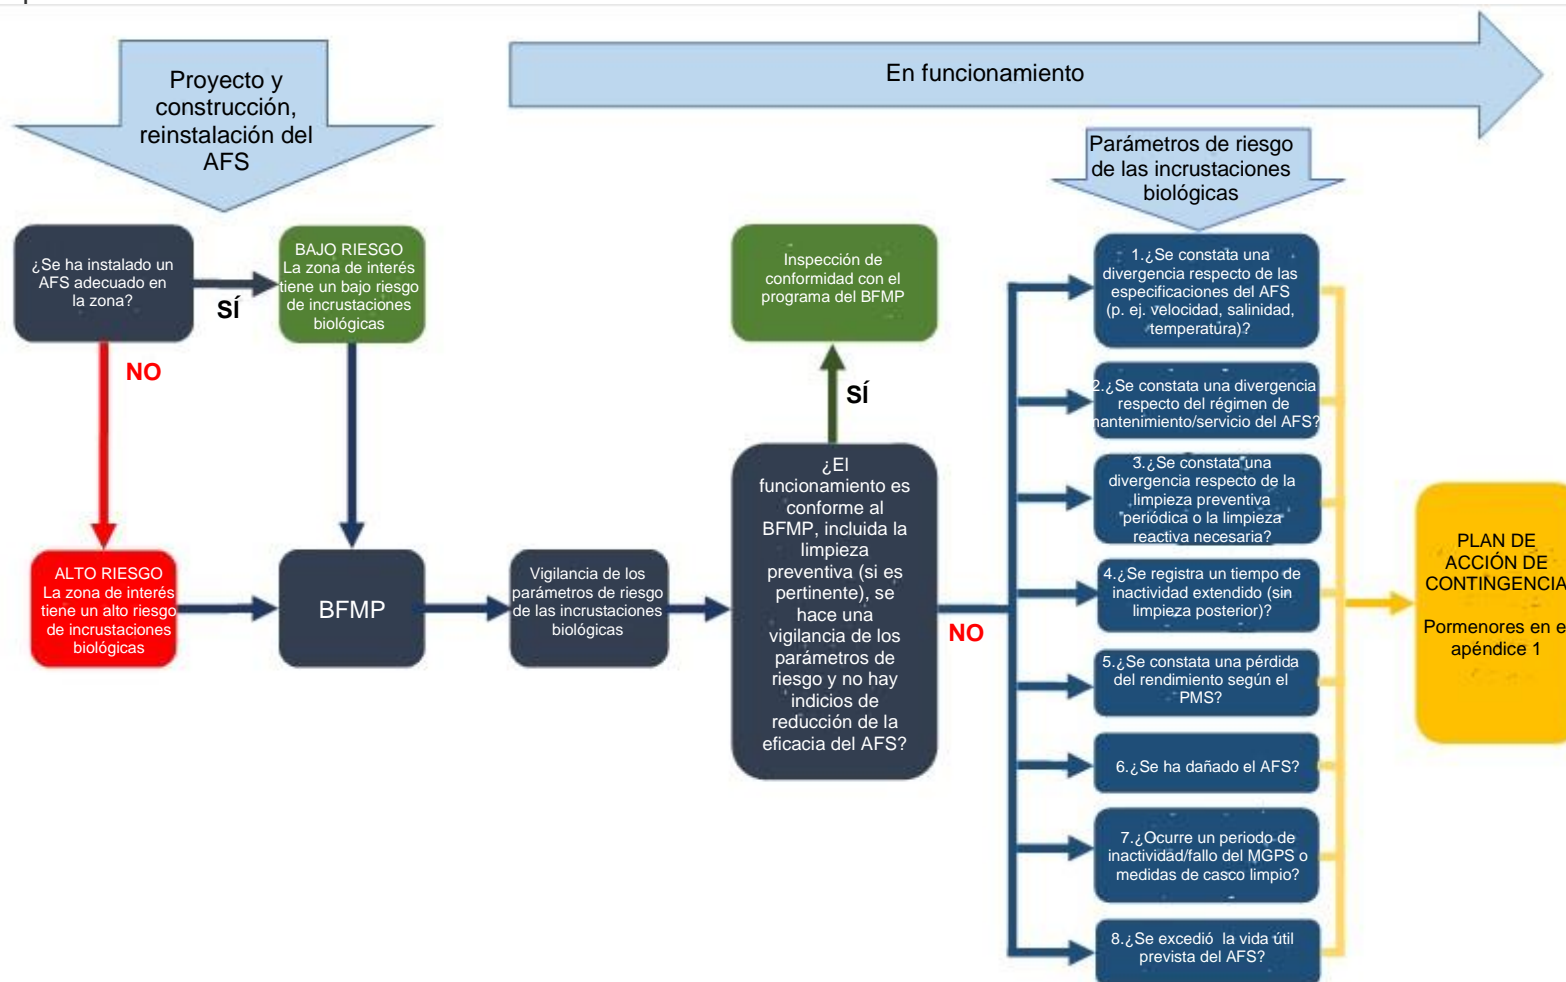 Proyecto y
construcción,
reinstalación del
AFS
En funcionamiento
Parámetros de riesgo
de las incrustaciones
biológicas
¿Se ha instalado un
AFS adecuado en
la zona?
SÍ
NO
BAJO RIESGO
La zona de interés
tiene un bajo riesgo
de incrustaciones
biológicas
ALTO RIESGO
La zona de interés
tiene un alto riesgo
de incrustaciones
biológicas
BFMP
Vigilancia de los
parámetros de riesgo
de las incrustaciones
biológicas
Inspección de
conformidad con el
programa del BFMP
SÍ
¿El
funcionamiento es
conforme al
BFMP, incluida la
limpieza
preventiva (si es
pertinente), se
hace una
vigilancia de los
parámetros de
riesgo y no hay
indicios de
reducción de la
eficacia del AFS?
NO
1.¿Se constata una
divergencia respecto de las
especificaciones del AFS
(p. ej. velocidad, salinidad,
temperatura)?
2.¿Se constata una divergencia
respecto del régimen de
mantenimiento/servicio del AFS?
3.¿Se constata una
divergencia respecto de la
limpieza preventiva
periódica o la limpieza
reactiva necesaria?
4.¿Se registra un tiempo de
inactividad extendido (sin
limpieza posterior)?
5.¿Se constata una pérdida
del rendimiento según el
PMS?
6.¿Se ha dañado el AFS?
7.¿Ocurre un periodo de
inactividad/fallo del MGPS o
medidas de casco limpio?
8.¿Se excedió la vida útil
prevista del AFS?
PLAN DE
ACCIÓN DE
CONTINGENCIA
Pormenores en e
apéndice 1